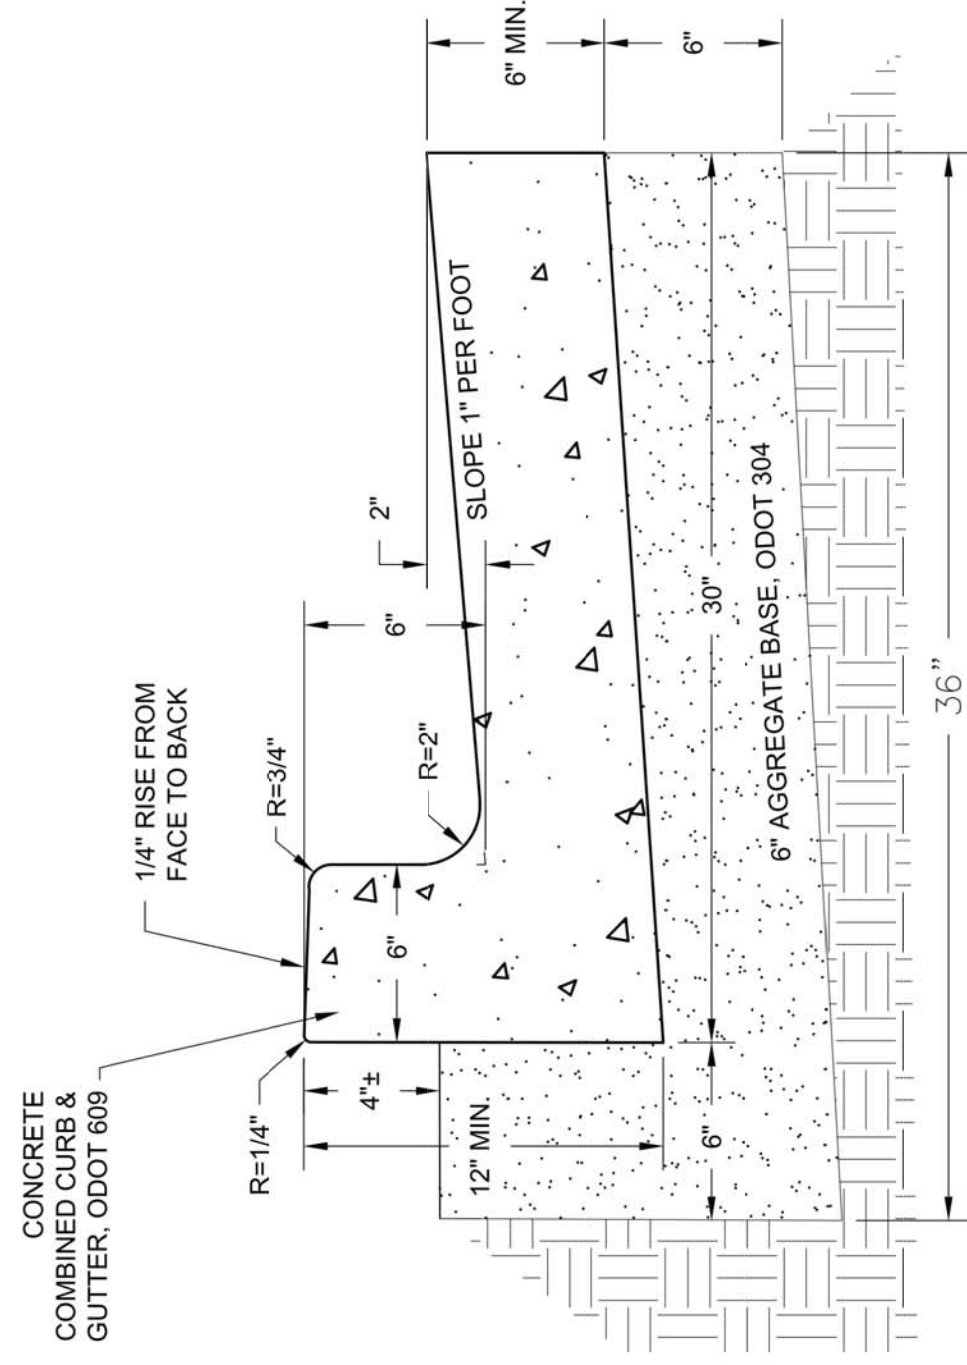 CONCRETE
COMBINED CURB &
GUTTER, ODOT 609
1/4" RISE FROM
FACE TO BACK
R=1/4"
R=3/4"
4"±
12" MIN.
6"
R=2"
6"
2"
SLOPE 1" PER FOOT
6" MIN.
6"
6"
30"
6" AGGREGATE BASE, ODOT 304
36"